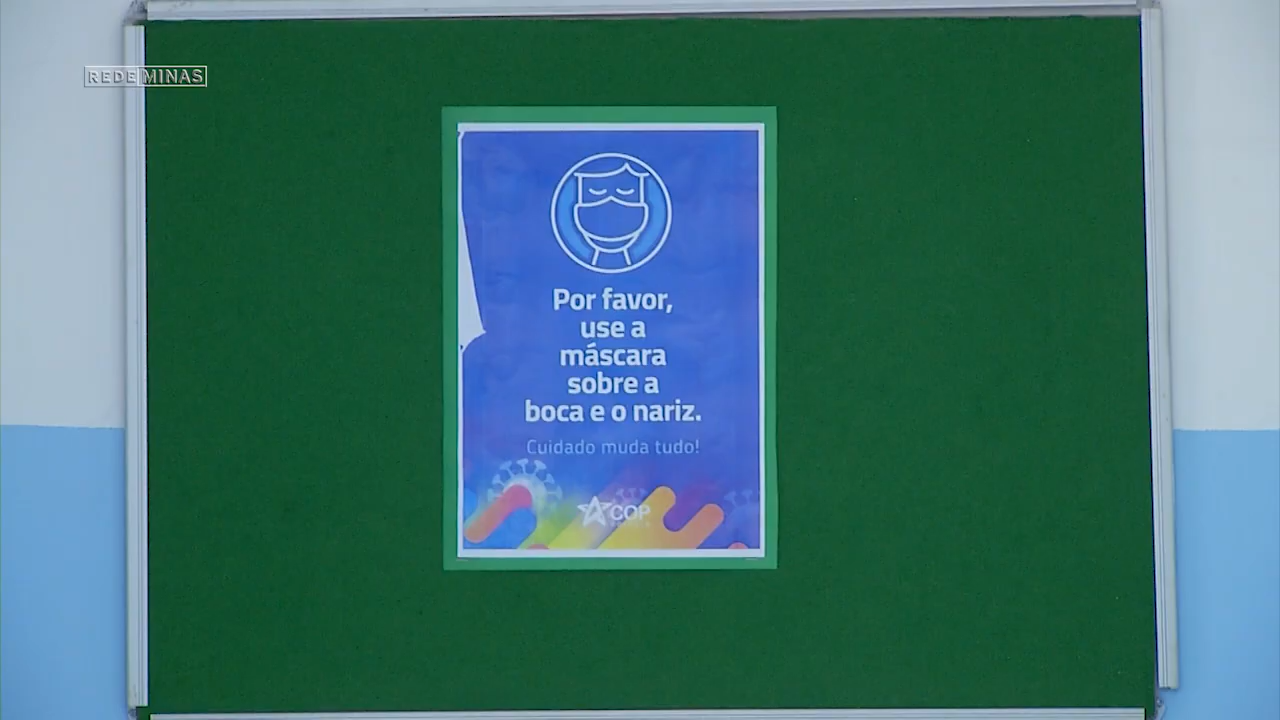 REDE MINAS
Por favor,
use a
máscara
sobre a
boca e o nariz.
Cuidado muda tudo!
COP